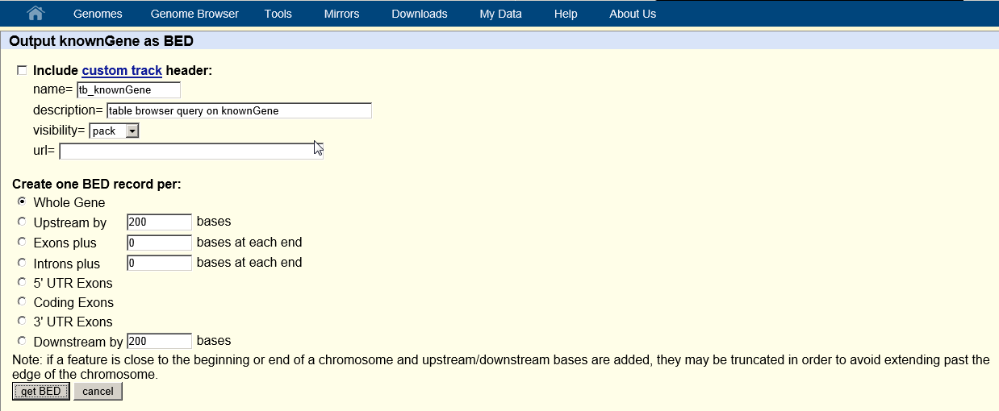 Genomes Genome Browser Tools Mirrors Downloads My Data Help About Us
Output knownGene as BED
Include custom track header:
name= tb_knownGene
description= table browser query on knownGene
visibility= pack
url=
Create one BED record per:
Whole Gene
Upstream by 200 bases
Exons plus 0 bases at each end
Introns plus 0 bases at each end
5' UTR Exons
Coding Exons
3' UTR Exons
Downstream by 200 bases
Note: if a feature is close to the beginning or end of a chromosome and upstream/downstream bases are added, they may be truncated in order to avoid extending past the
edge of the chromosome.
get BED cancel